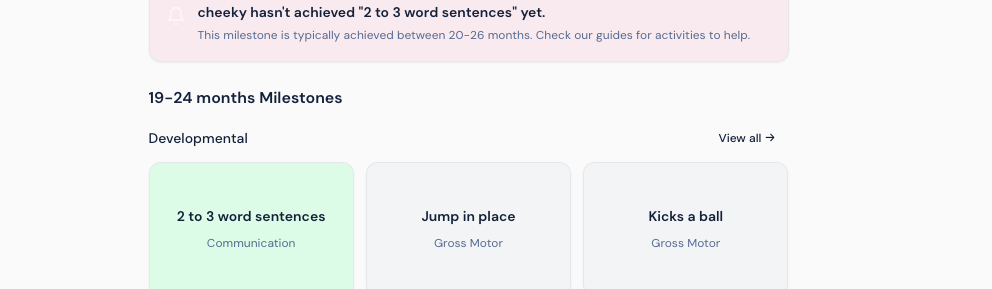 cheeky hasn't achieved "2 to 3 word sentences" yet.
This milestone is typically achieved between 20-26 months. Check our guides for activities to help.
19-24 months Milestones
Developmental
View all →
2 to 3 word sentences
Communication
Jump in place
Gross Motor
Kicks a ball
Gross Motor